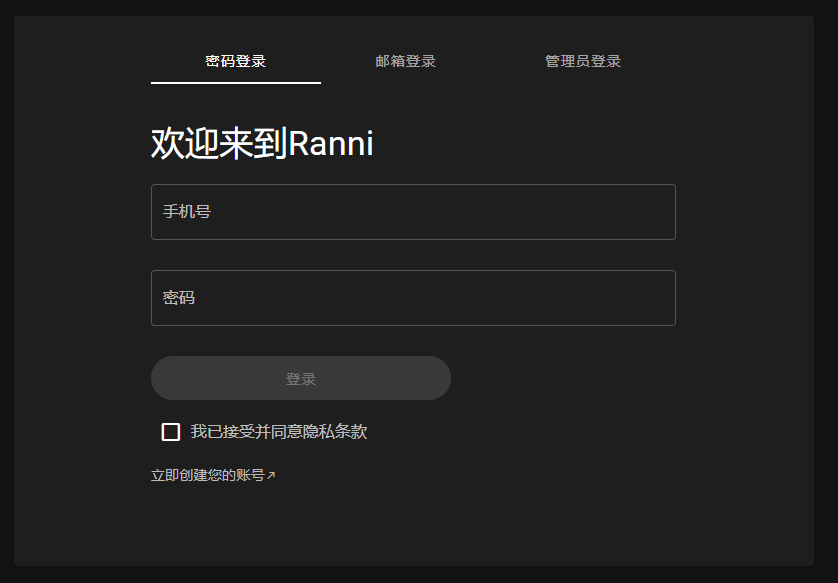 密码登录 邮箱登录 管理员登录
欢迎来到Ranni
手机号
密码
登录
我已接受并同意隐私条款
立即创建您的账号↗